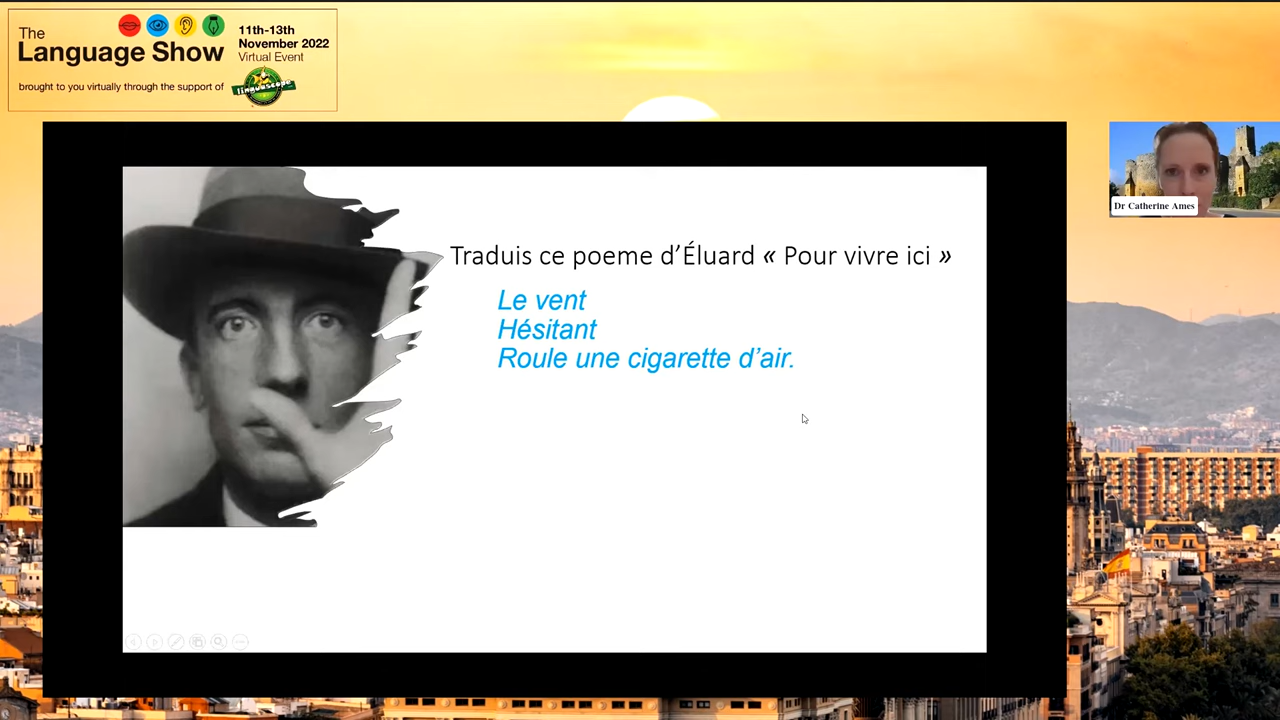 The
Language Show
11th-13th
November 2022
Virtual Event
brought to you virtually through the support of
linguascope
Dr Catherine Ames
Traduis ce poeme d’Éluard « Pour vivre ici »
Le vent
Hésitant
Roule une cigarette d’air.